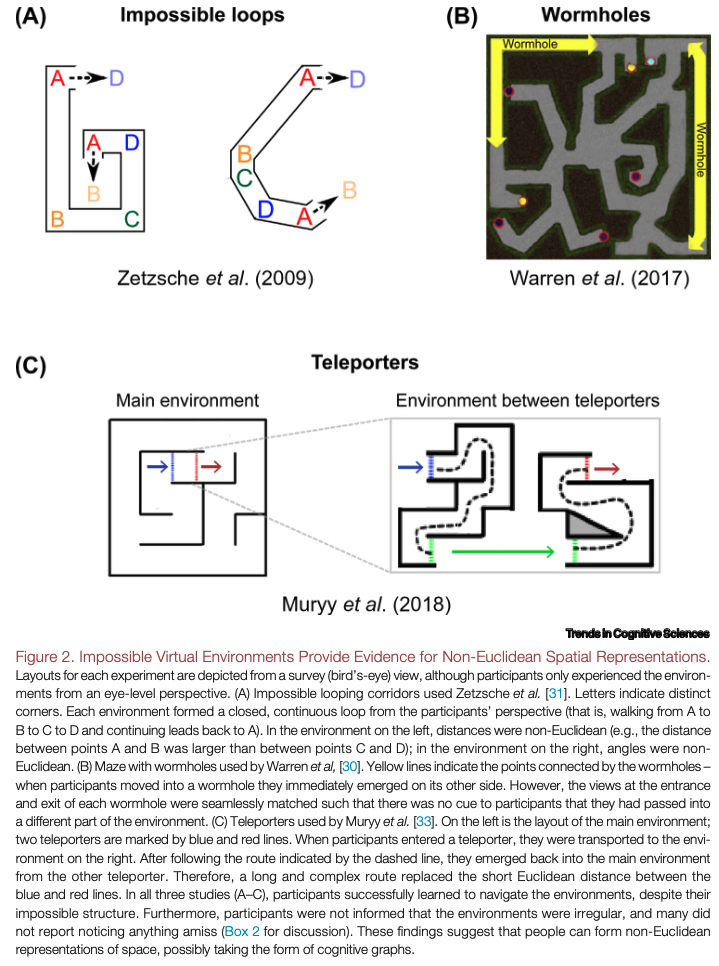 (A) Impossible loops
A D
A D
B
B C
A D
B
C
D A B
Zetzsche et al. (2009)
(B) Wormholes
Wormhole
Wormhole
Warren et al. (2017)
(C) Teleporters
Main environment
Environment between teleporters
Muryy et al. (2018)
Trends in Cognitive Sciences
Figure 2. Impossible Virtual Environments Provide Evidence for Non-Euclidean Spatial Representations.
Layouts for each experiment are depicted from a survey (bird's-eye) view, although participants only experienced the environ-
ments from an eye-level perspective. (A) Impossible looping corridors used Zetzsche et al. [31]. Letters indicate distinct
corners. Each environment formed a closed, continuous loop from the participants' perspective (that is, walking from A to
B to C to D and continuing leads back to A). In the environment on the left, distances were non-Euclidean (e.g., the distance
between points A and B was larger than between points C and D); in the environment on the right, angles were non-
Euclidean. (B) Maze with wormholes used by Warren et al, [30]. Yellow lines indicate the points connected by the wormholes –
when participants moved into a wormhole they immediately emerged on its other side. However, the views at the entrance
and exit of each wormhole were seamlessly matched such that there was no cue to participants that they had passed into
a different part of the environment. (C) Teleporters used by Muryy et al. [33]. On the left is the layout of the main environment;
two teleporters are marked by blue and red lines. When participants entered a teleporter, they were transported to the envi-
ronment on the right. After following the route indicated by the dashed line, they emerged back into the main environment
from the other teleporter. Therefore, a long and complex route replaced the short Euclidean distance between the
blue and red lines. In all three studies (A–C), participants successfully learned to navigate the environments, despite their
impossible structure. Furthermore, participants were not informed that the environments were irregular, and many did
not report noticing anything amiss (Box 2 for discussion). These findings suggest that people can form non-Euclidean
representations of space, possibly taking the form of cognitive graphs.